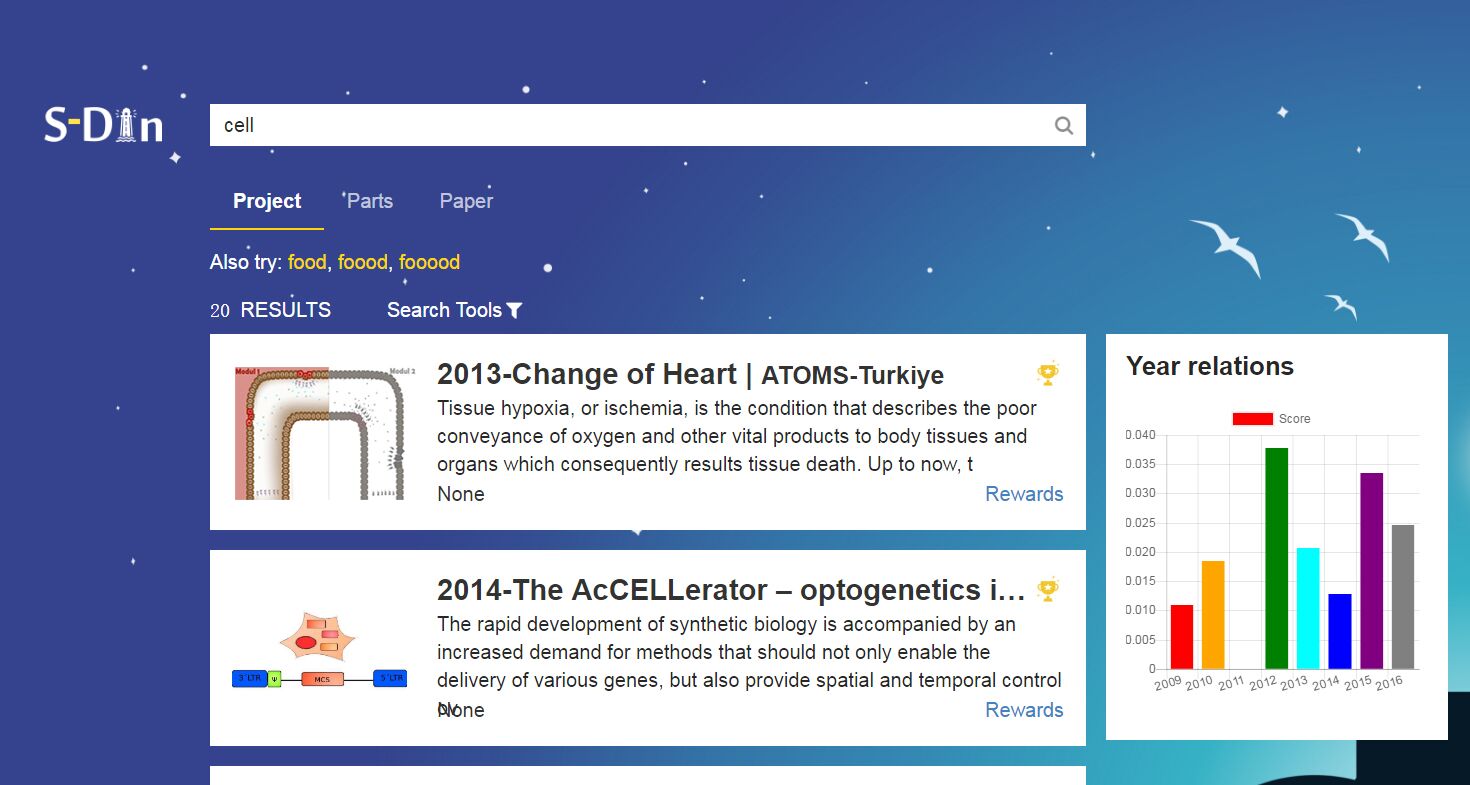 S-Din
cell
Project Parts Paper
Also try: food, foood, fooood
20 RESULTS Search Tools
Modul 1 Modul 2
2013-Change of Heart | ATOMS-Turkiye
Tissue hypoxia, or ischemia, is the condition that describes the poor
conveyance of oxygen and other vital products to body tissues and
organs which consequently results tissue death. Up to now, t
None Rewards
2014-The AcCELLerator – optogenetics i…
The rapid development of synthetic biology is accompanied by an
increased demand for methods that should not only enable the
delivery of various genes, but also provide spatial and temporal control
None Rewards
3´LTR Ψ MCS 5´LTR
Year relations
Score
0.040
0.035
0.030
0.025
0.020
0.015
0.010
0.005
0
2009 2010 2011 2012 2013 2014 2015 2016